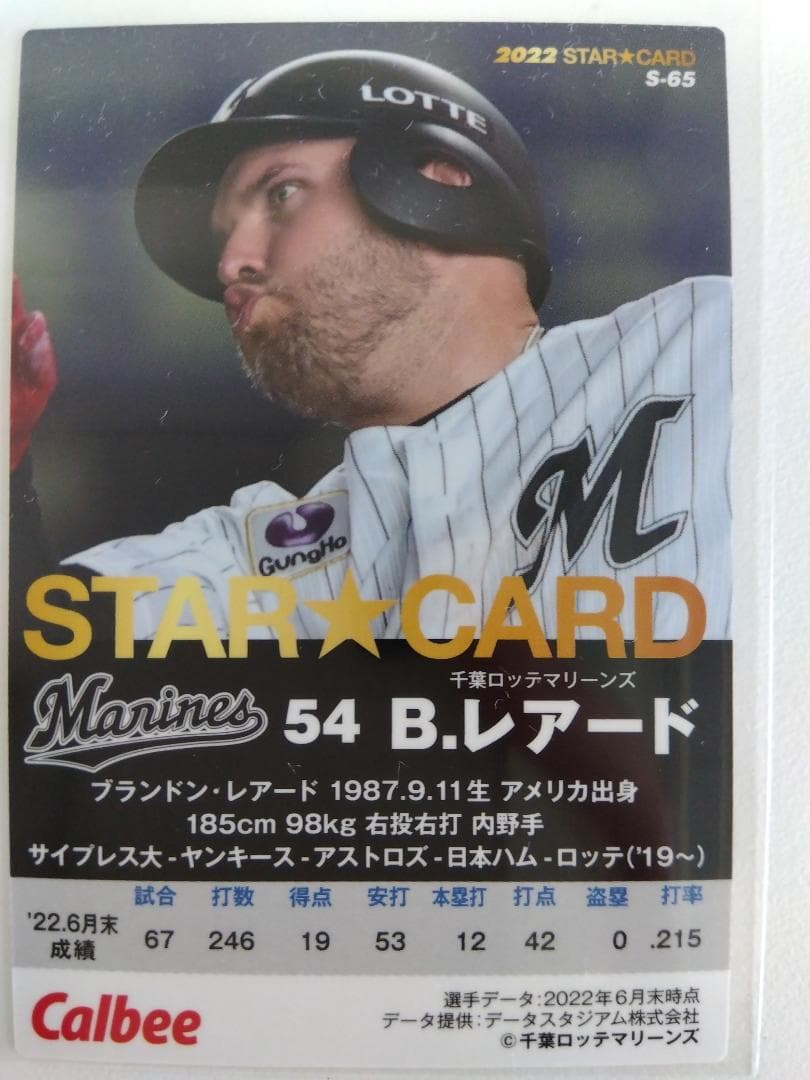 2022 STAR★CARD
S-65
LOTTE
M
GungHo
STAR★CARD
千葉ロッテマリーンズ
Marines 54 B.レアード
ブランドン・レアード 1987.9.11生 アメリカ出身
185cm 98kg 右投右打 内野手
サイプレス大-ヤンキース-アストロズ-日本ハム-ロッテ('19~)
試合 打数 得点 安打 本塁打 打点 盗塁 打率
'22.6月末成績 67 246 19 53 12 42 0 .215
Calbee
選手データ:2022年6月末時点
データ提供:データスタジアム株式会社
©千葉ロッテマリーンズ